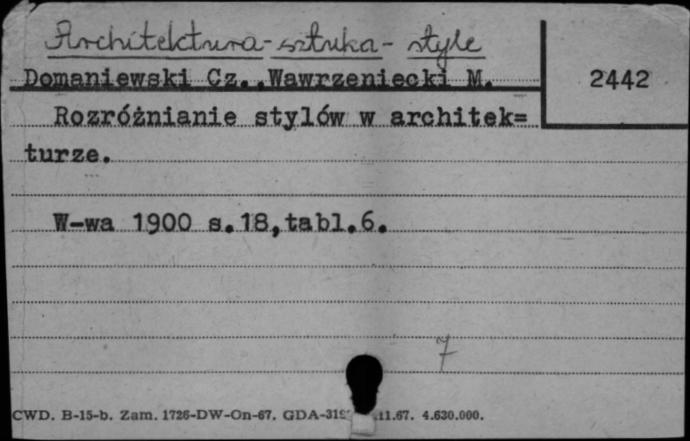 Architektura - sztuka - style
Domaniewski Cz., Wawrzeniecki M.
2442
Rozróżnianie stylów w architek=
turze.
W-wa 1900 s.18,tabl.6.
7
CWD. B-15-b. Zam. 1726-DW-On-67. GDA-319 11.67. 4.630.000.